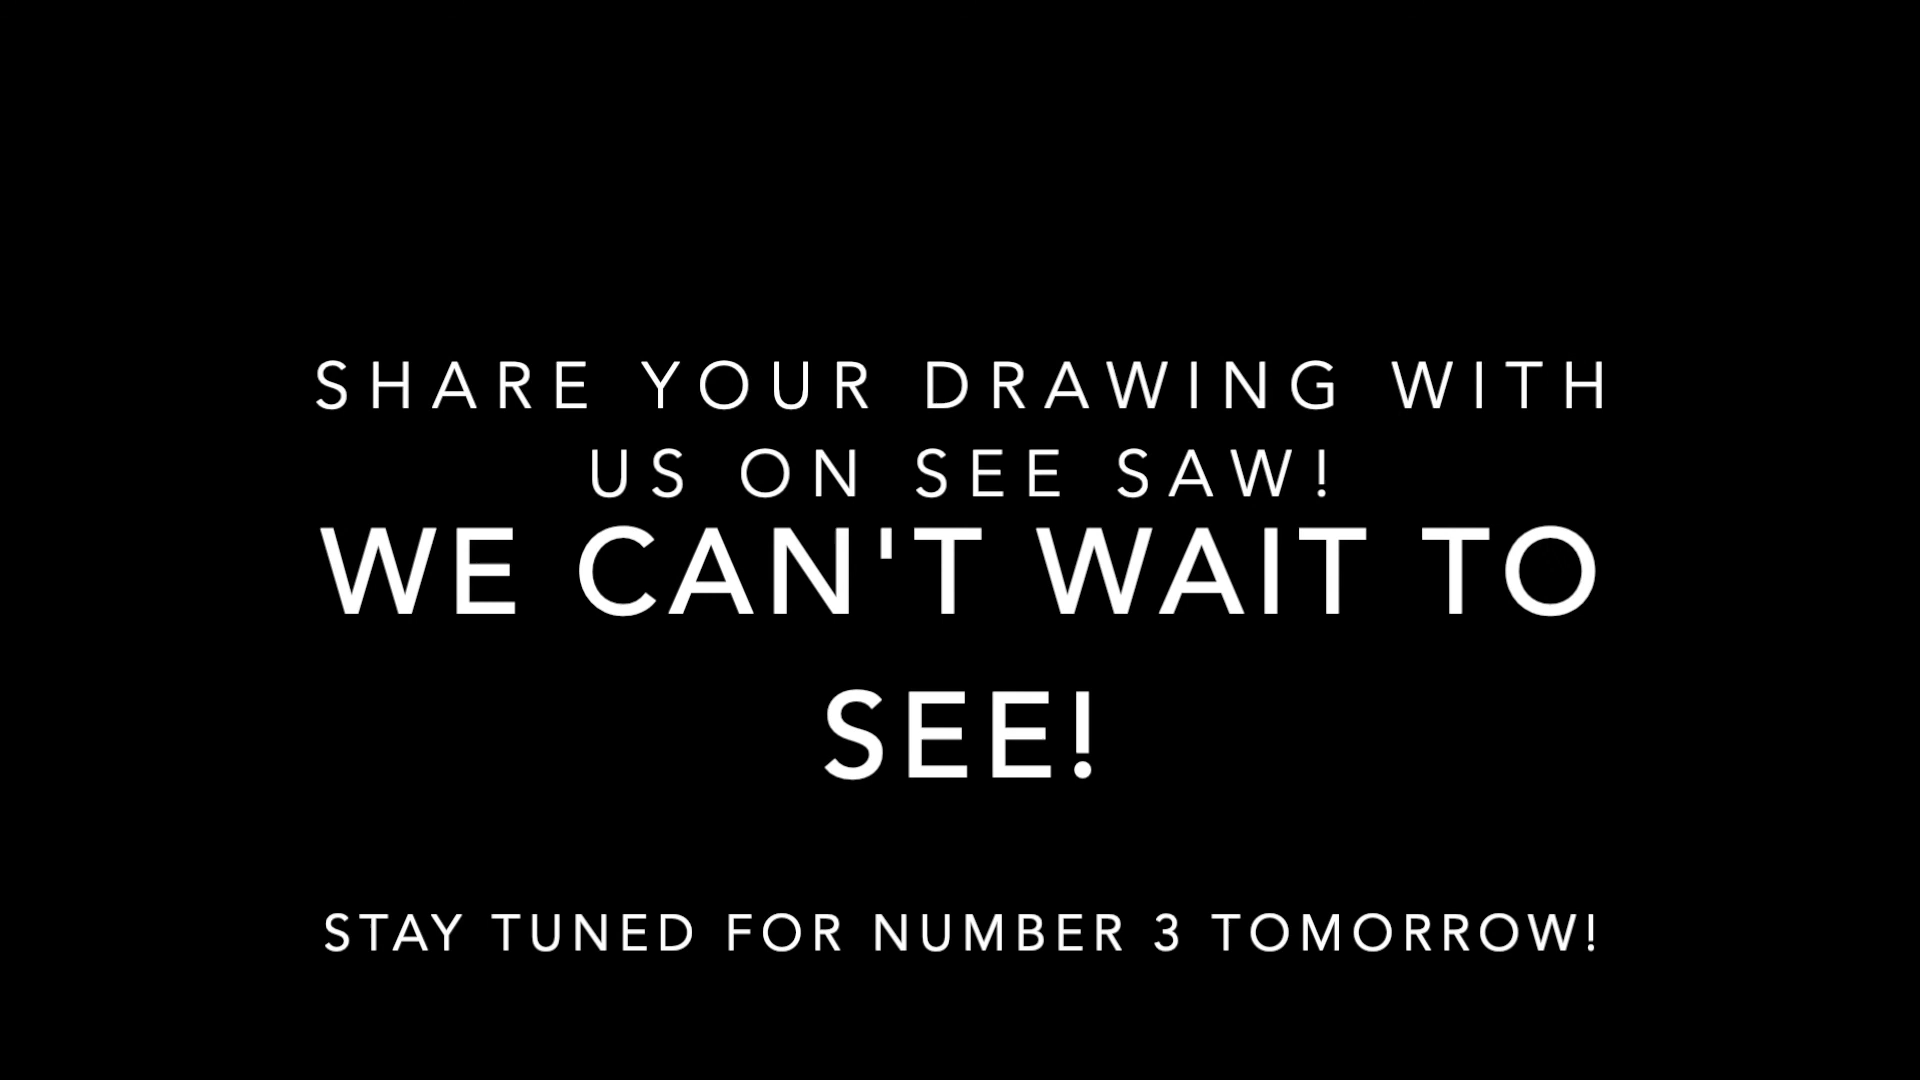 SHARE YOUR DRAWING WITH
US ON SEE SAW!
WE CAN'T WAIT TO
SEE!
STAY TUNED FOR NUMBER 3 TOMORROW!